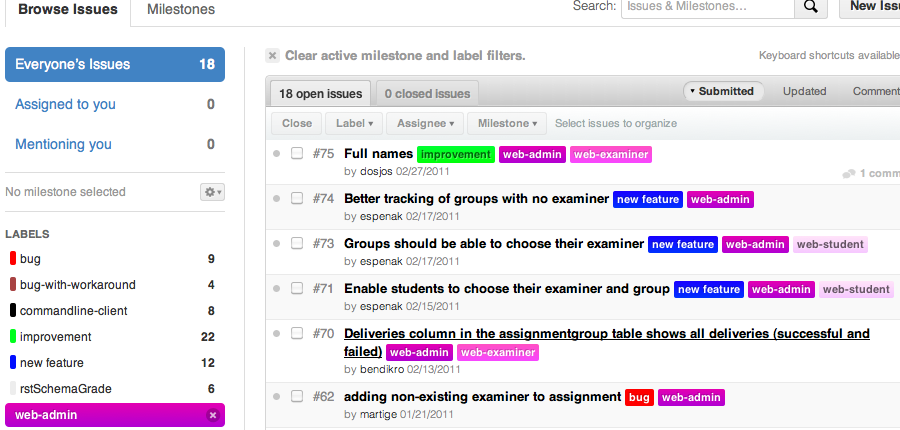 Browse Issues Milestones Search: Issues & Milestones... New Issu
Everyone's Issues 18
Assigned to you 0
Mentioning you 0
No milestone selected
LABELS
bug 9
bug-with-workaround 4
commandline-client 8
improvement 22
new feature 12
rstSchemaGrade 6
web-admin
Clear active milestone and label filters. Keyboard shortcuts available
18 open issues 0 closed issues Submitted Updated Comment
Close Label Assignee Milestone Select issues to organize
#75 Full names improvement web-admin web-examiner
by dosjos 02/27/2011 1 comm
#74 Better tracking of groups with no examiner new feature web-admin
by espenak 02/17/2011
#73 Groups should be able to choose their examiner new feature web-admin web-student
by espenak 02/17/2011
#71 Enable students to choose their examiner and group new feature web-admin web-student
by espenak 02/15/2011
#70 Deliveries column in the assignmentgroup table shows all deliveries (successful and
failed) web-admin web-examiner
by bendikro 02/13/2011
#62 adding non-existing examiner to assignment bug web-admin
by martige 01/21/2011